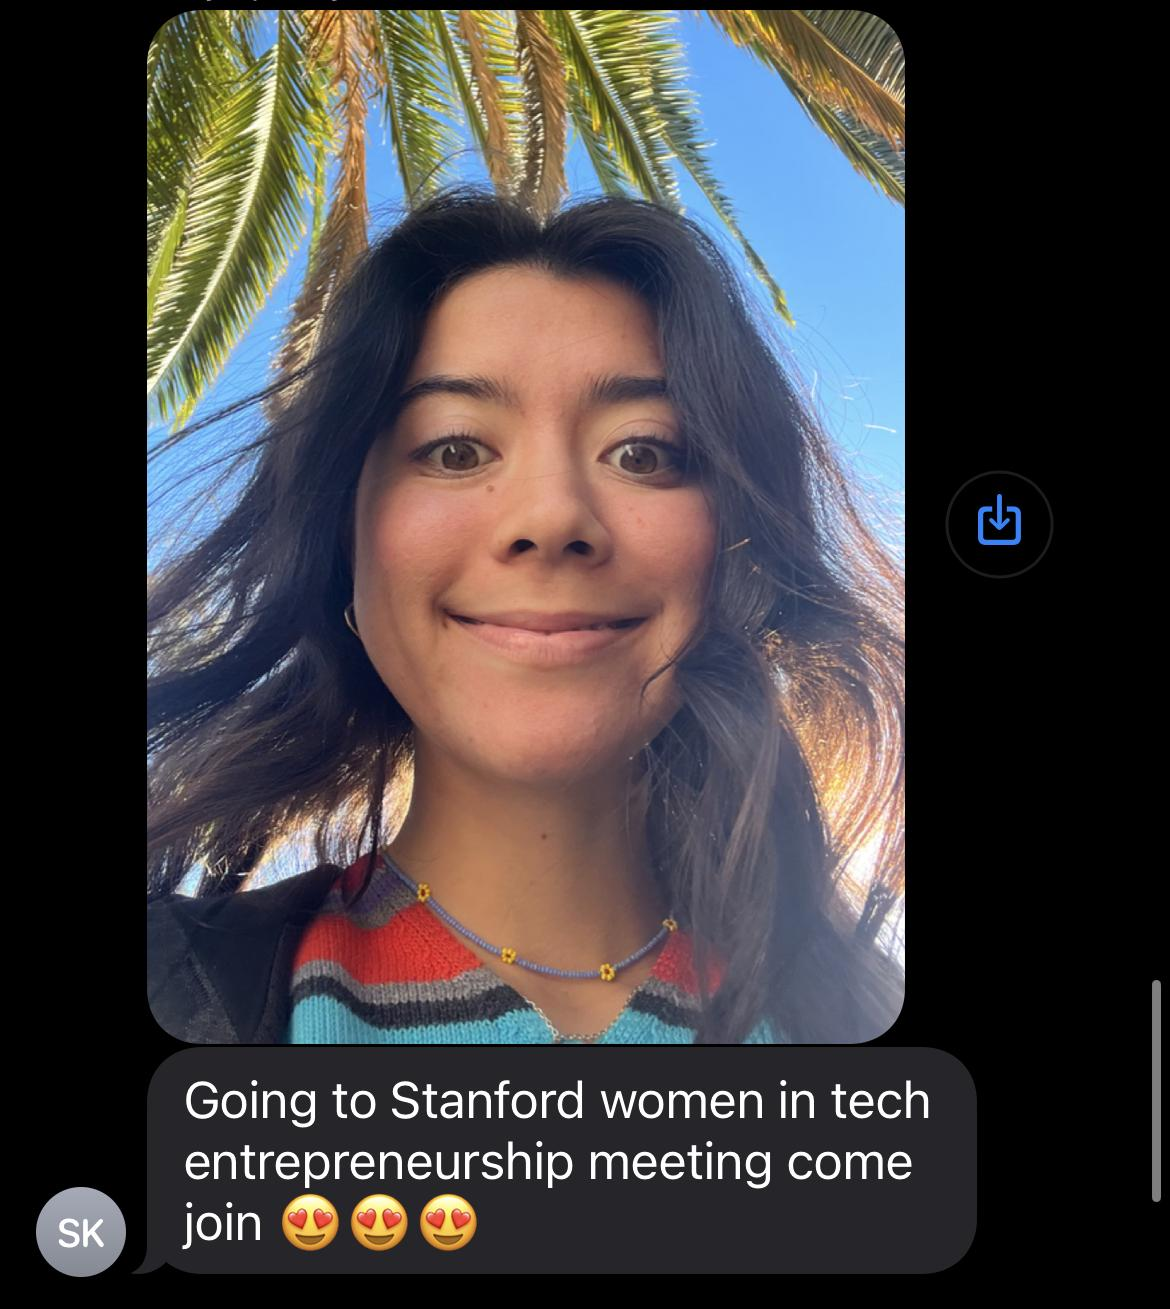 Going to Stanford women in tech
entrepreneurship meeting come
join 😍😍😍
SK